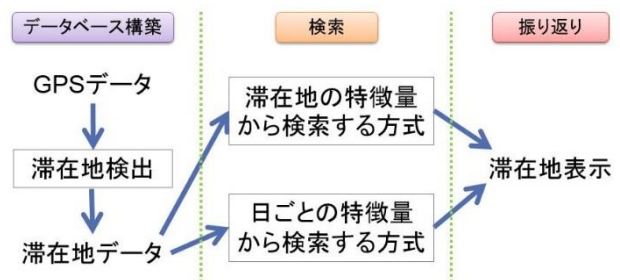 データベース構築
検索
振り返り
GPSデータ
滞在地検出
滞在地データ
滞在地の特徴量
から検索する方式
日ごとの特徴量
から検索する方式
滞在地表示